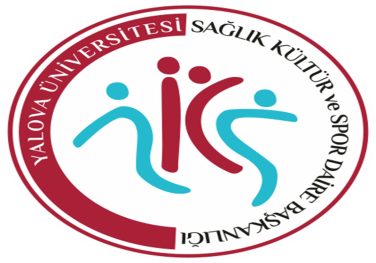 YALOVA ÜNİVERSİTESİ
SAĞLIK KÜLTÜR ve SPOR DAİRE BAŞKANLIĞI